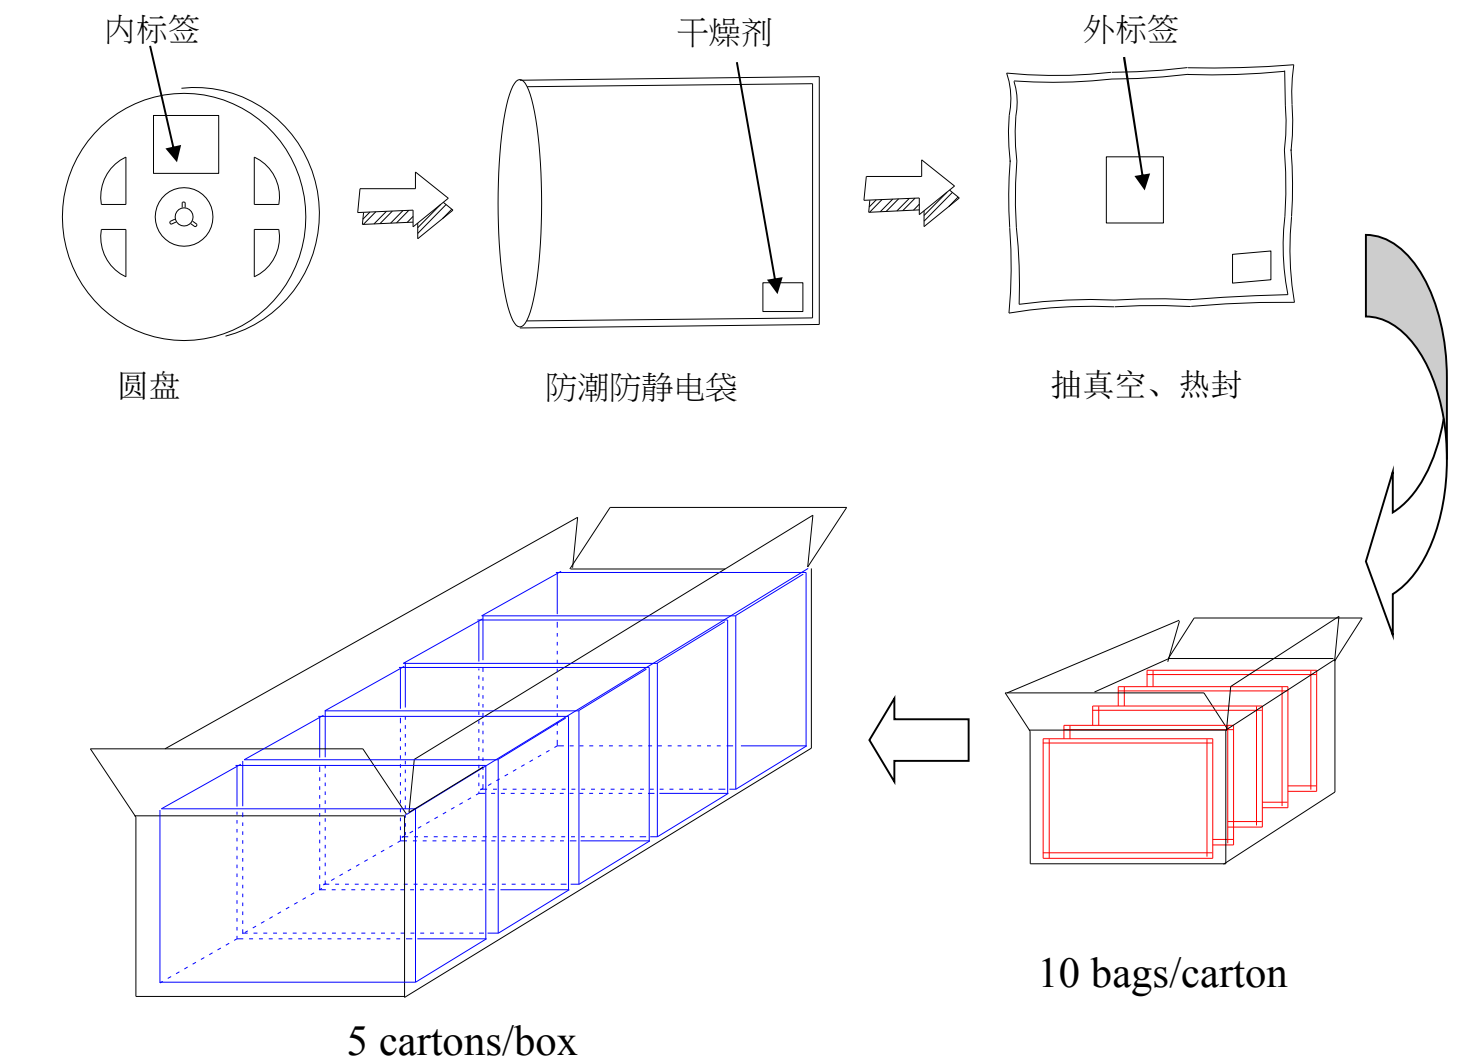 内标签
干燥剂
外标签
圆盘
防潮防静电袋
抽真空、热封
10 bags/carton
5 cartons/box